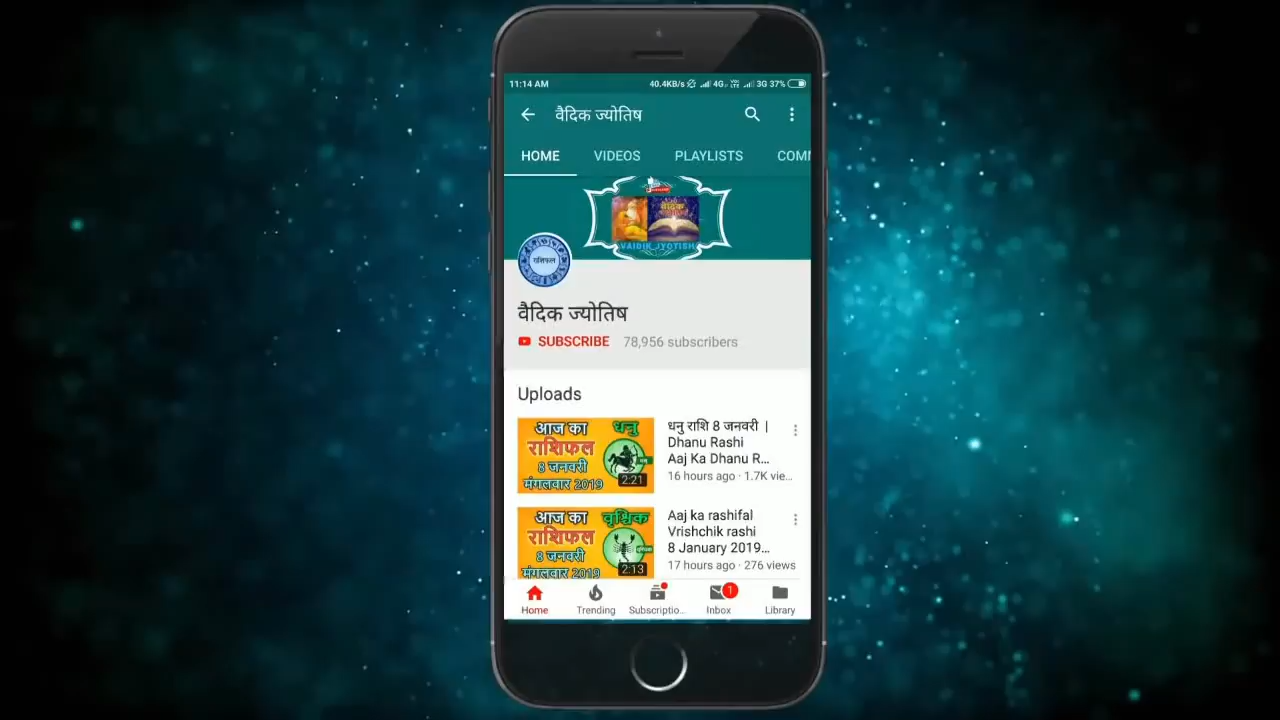 11:14 AM
40.4KB/s 4G 3G 37%
वैदिक ज्योतिष
HOME VIDEOS PLAYLISTS COMM
वैदिक
VAIDIK JYOTISH
राशिफल
वैदिक ज्योतिष
SUBSCRIBE 78,956 subscribers
Uploads
आज का धनु
राशिफल
8 जनवरी
मंगलवार 2019
2:21
धनु राशि 8 जनवरी |
Dhanu Rashi
Aaj Ka Dhanu R...
16 hours ago · 1.7K vie...
आज का वृश्चिक
राशिफल
8 जनवरी
मंगलवार 2019
2:13
Aaj ka rashifal
Vrishchik rashi
8 January 2019...
17 hours ago · 276 views
1
Home Trending Subscriptio... Inbox Library